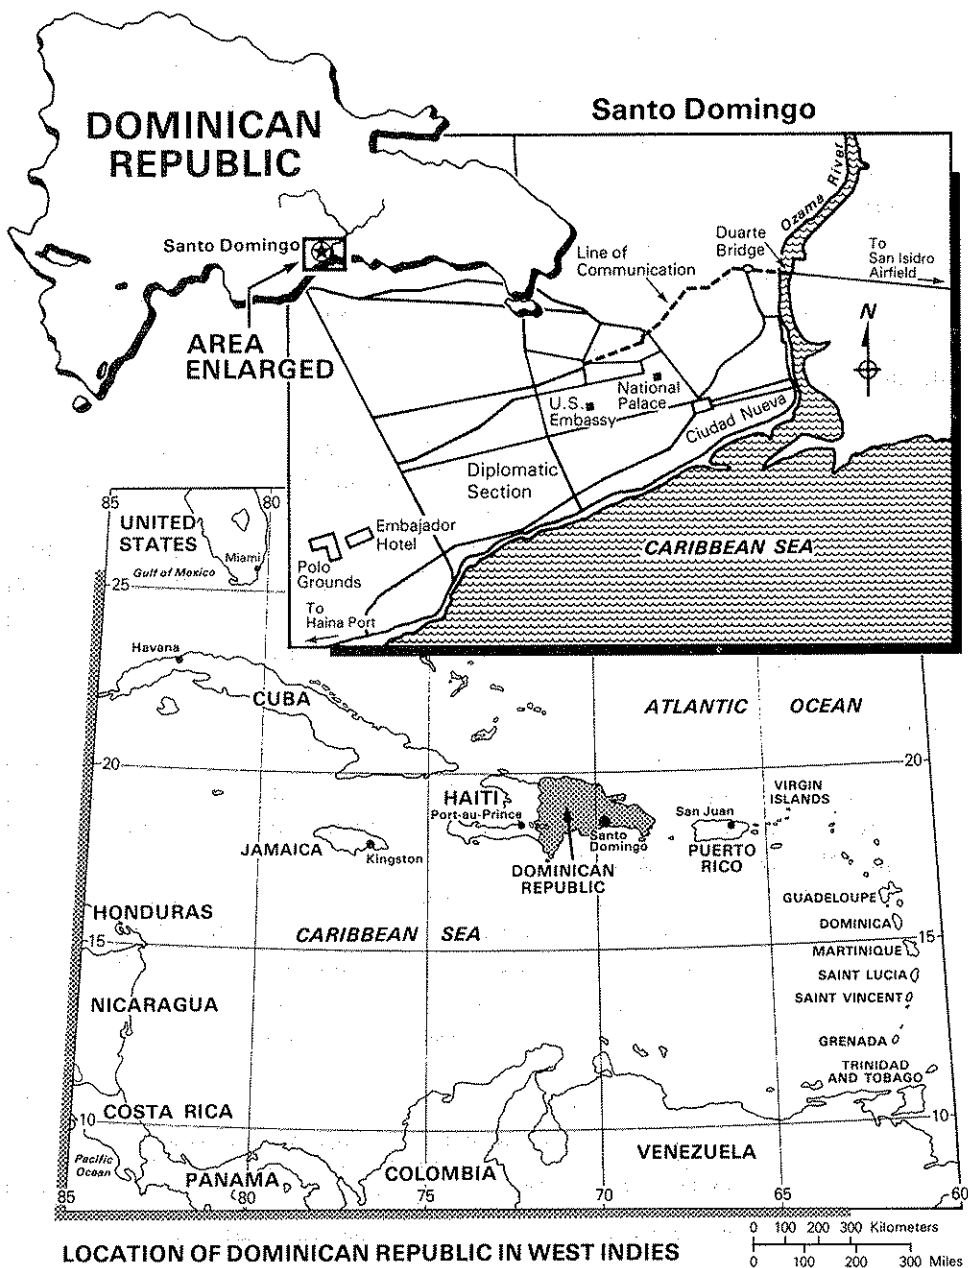 DOMINICAN
REPUBLIC
Santo Domingo
AREA
ENLARGED
Santo Domingo
Ozama River
Duarte
Bridge
Line of
Communication
To
San Isidro
Airfield
N
National
Palace
U.S.
Embassy
Ciudad Nueva
Diplomatic
Section
Embajador
Hotel
Polo
Grounds
To
Haina Port
CARIBBEAN SEA
85
80
UNITED
STATES
Miami
Gulf of Mexico
25
Havana
CUBA
ATLANTIC OCEAN
20
20
HAITI
Port-au-Prince
VIRGIN
ISLANDS
San Juan
Santo
Domingo
PUERTO
RICO
JAMAICA
Kingston
DOMINICAN
REPUBLIC
GUADELOUPE
HONDURAS
DOMINICA
CARIBBEAN SEA
15
15
MARTINIQUE
SAINT LUCIA
NICARAGUA
SAINT VINCENT
GRENADA
TRINIDAD
AND TOBAGO
COSTA RICA
10
10
VENEZUELA
Pacific
Ocean
PANAMA
COLOMBIA
85
80
75
70
65
60
0 100 200 300 Kilometers
0 100 200 300 Miles
LOCATION OF DOMINICAN REPUBLIC IN WEST INDIES